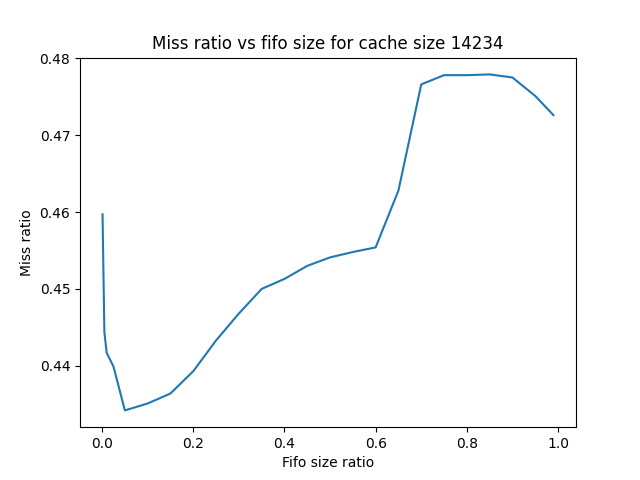 Miss ratio vs fifo size for cache size 14234
0.48
0.47
0.46
0.45
0.44
Miss ratio
0.0 0.2 0.4 0.6 0.8 1.0
Fifo size ratio